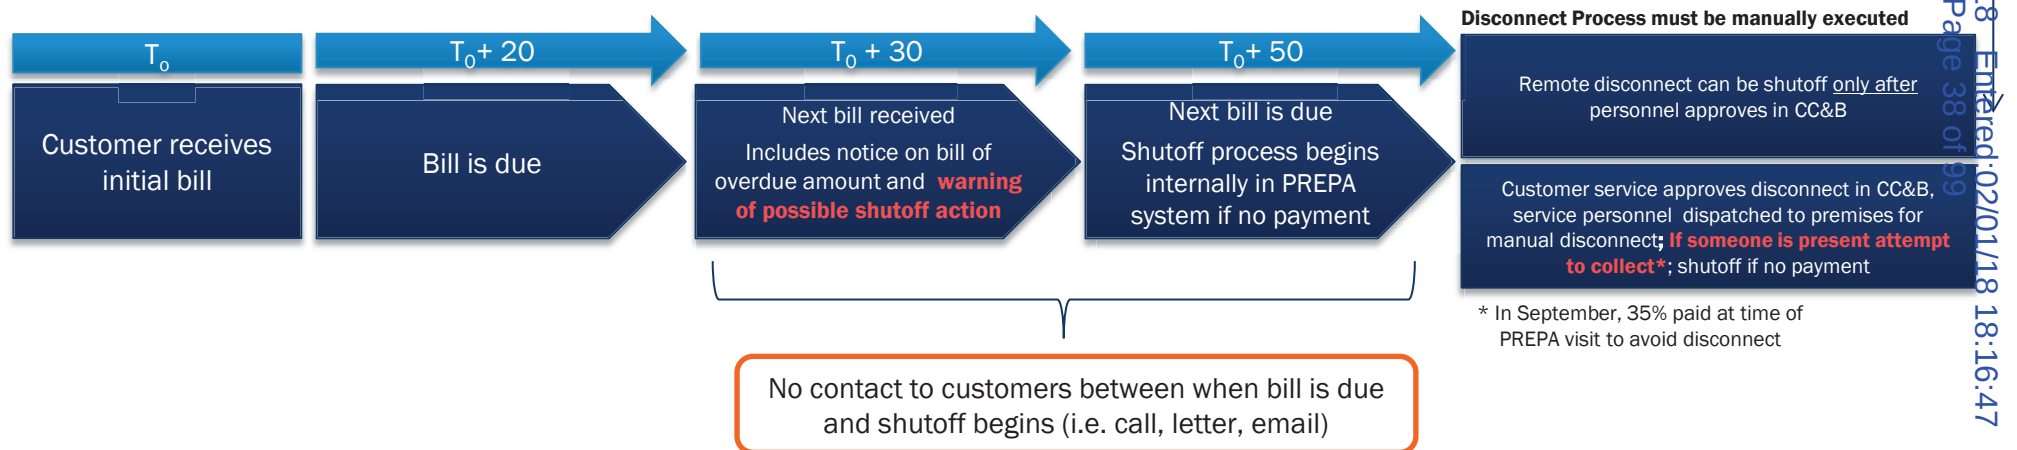 T₀
Customer receives
initial bill
T₀+ 20
Bill is due
T₀ + 30
Next bill received
Includes notice on bill of
overdue amount and warning
of possible shutoff action
T₀+ 50
Next bill is due
Shutoff process begins
internally in PREPA
system if no payment
No contact to customers between when bill is due
and shutoff begins (i.e. call, letter, email)
Disconnect Process must be manually executed
Remote disconnect can be shutoff only after
personnel approves in CC&B
Customer service approves disconnect in CC&B,
service personnel dispatched to premises for
manual disconnect; If someone is present attempt
to collect*; shutoff if no payment
* In September, 35% paid at time of
PREPA visit to avoid disconnect
Entered:02/01/18 18:16:47
Page 38 of 99